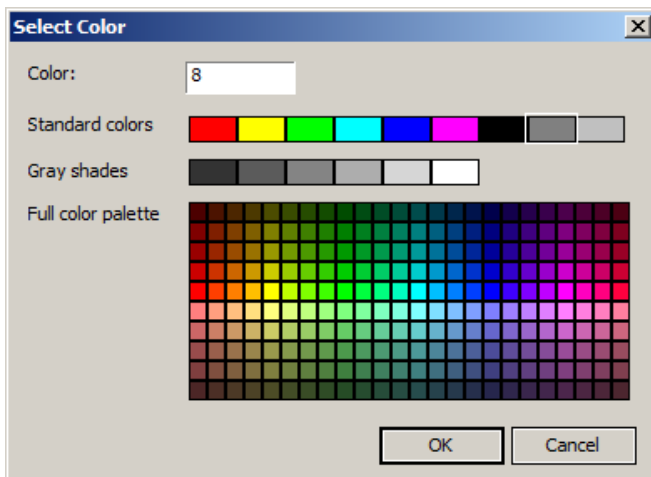 Select Color
Color: 8
Standard colors
Gray shades
Full color palette
OK Cancel